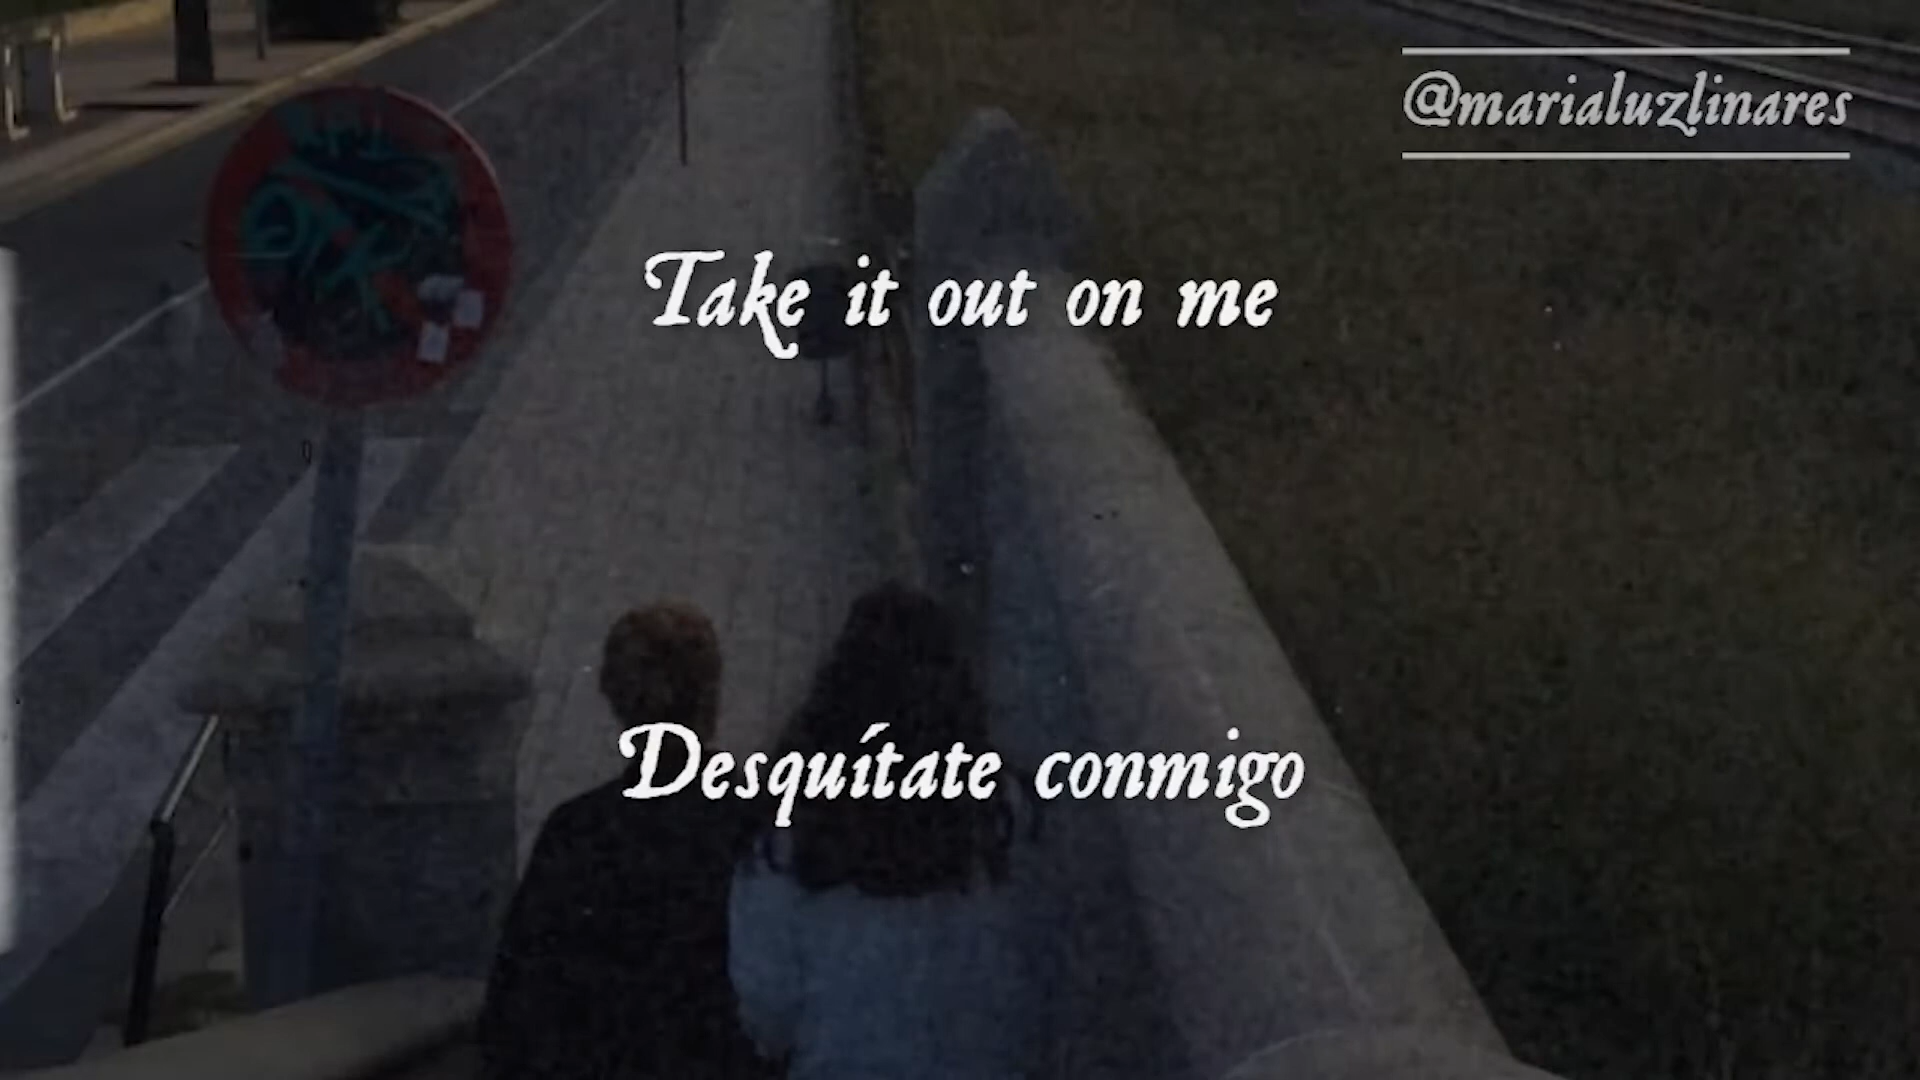 @marialuzlinares
Take it out on me
Desquítate conmigo